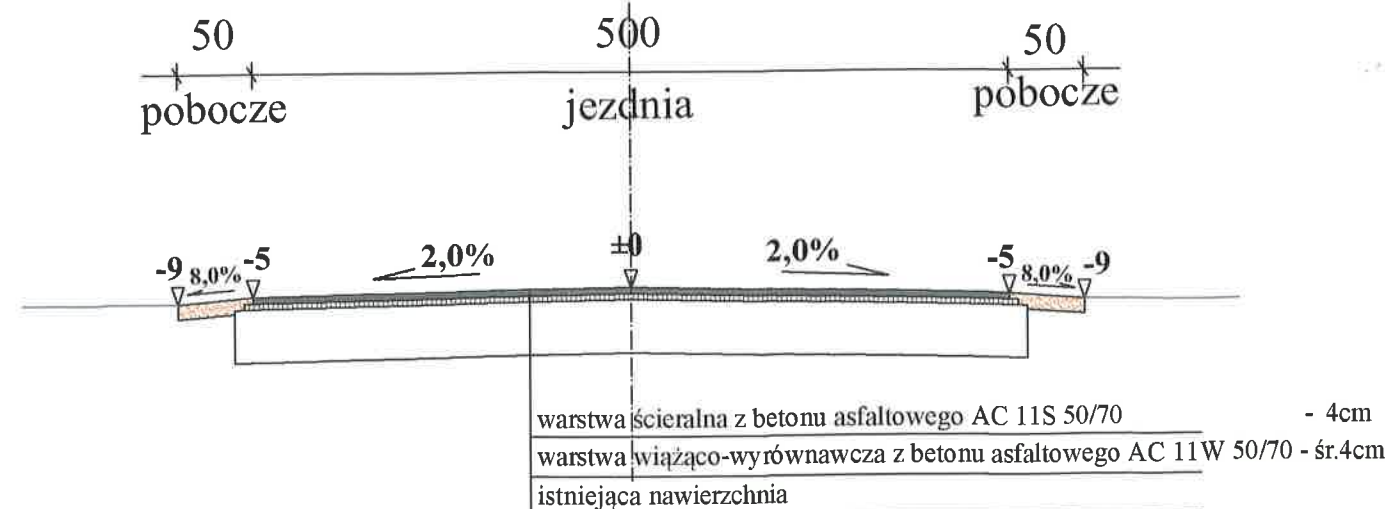 50 500 50
pobocze jezdnia pobocze
-9 8,0% -5 2,0% ±0 2,0% -5 8,0% -9
warstwa ścieralna z betonu asfaltowego AC 11S 50/70 - 4cm
warstwa wiążąco-wyrównawcza z betonu asfaltowego AC 11W 50/70 - śr.4cm
istniejąca nawierzchnia